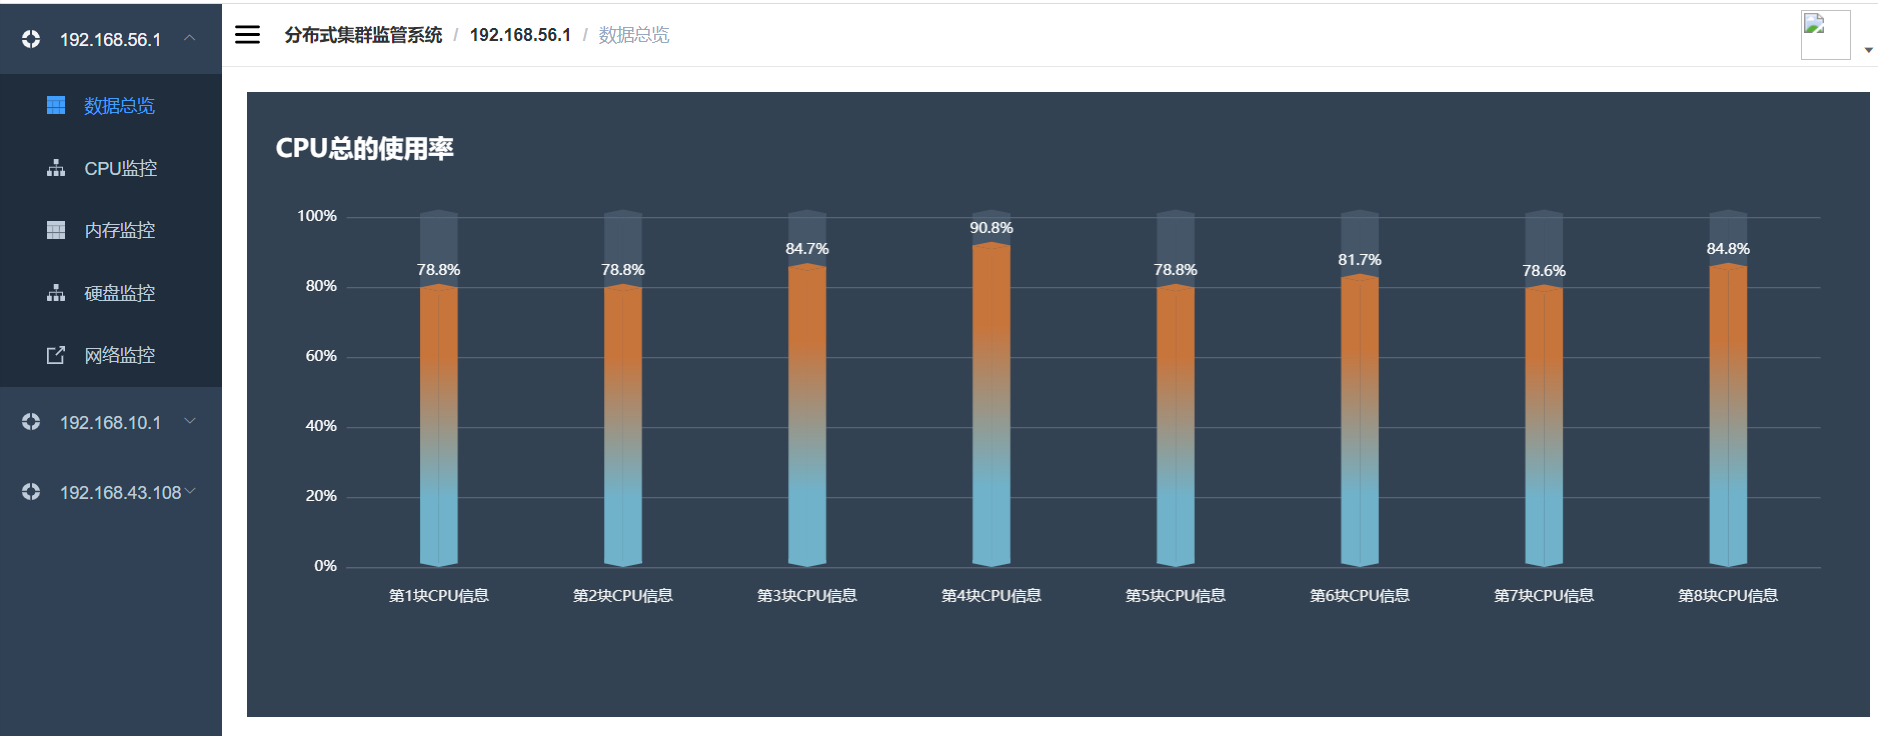 192.168.56.1
数据总览
CPU监控
内存监控
硬盘监控
网络监控
192.168.10.1
192.168.43.108
分布式集群监管系统 / 192.168.56.1 / 数据总览
CPU总的使用率
100%
80%
60%
40%
20%
0%
78.8%
78.8%
84.7%
90.8%
78.8%
81.7%
78.6%
84.8%
第1块CPU信息
第2块CPU信息
第3块CPU信息
第4块CPU信息
第5块CPU信息
第6块CPU信息
第7块CPU信息
第8块CPU信息